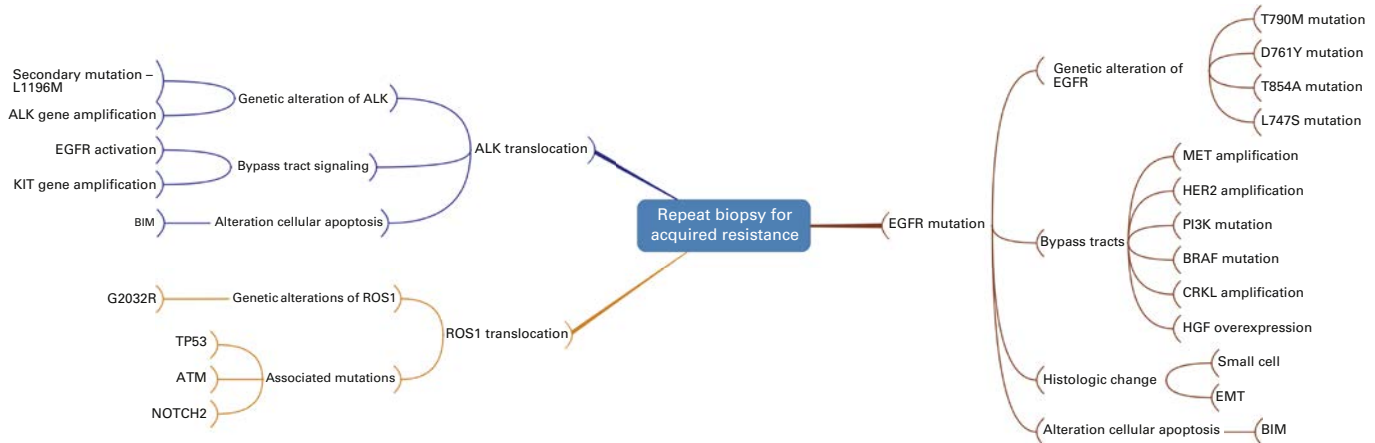 Repeat biopsy for
acquired resistance
ALK translocation
Genetic alteration of ALK
Secondary mutation –
L1196M
ALK gene amplification
Bypass tract signaling
EGFR activation
KIT gene amplification
Alteration cellular apoptosis
BIM
ROS1 translocation
Genetic alterations of ROS1
G2032R
Associated mutations
TP53
ATM
NOTCH2
EGFR mutation
Genetic alteration of
EGFR
T790M mutation
D761Y mutation
T854A mutation
L747S mutation
Bypass tracts
MET amplification
HER2 amplification
PI3K mutation
BRAF mutation
CRKL amplification
HGF overexpression
Histologic change
Small cell
EMT
Alteration cellular apoptosis
BIM